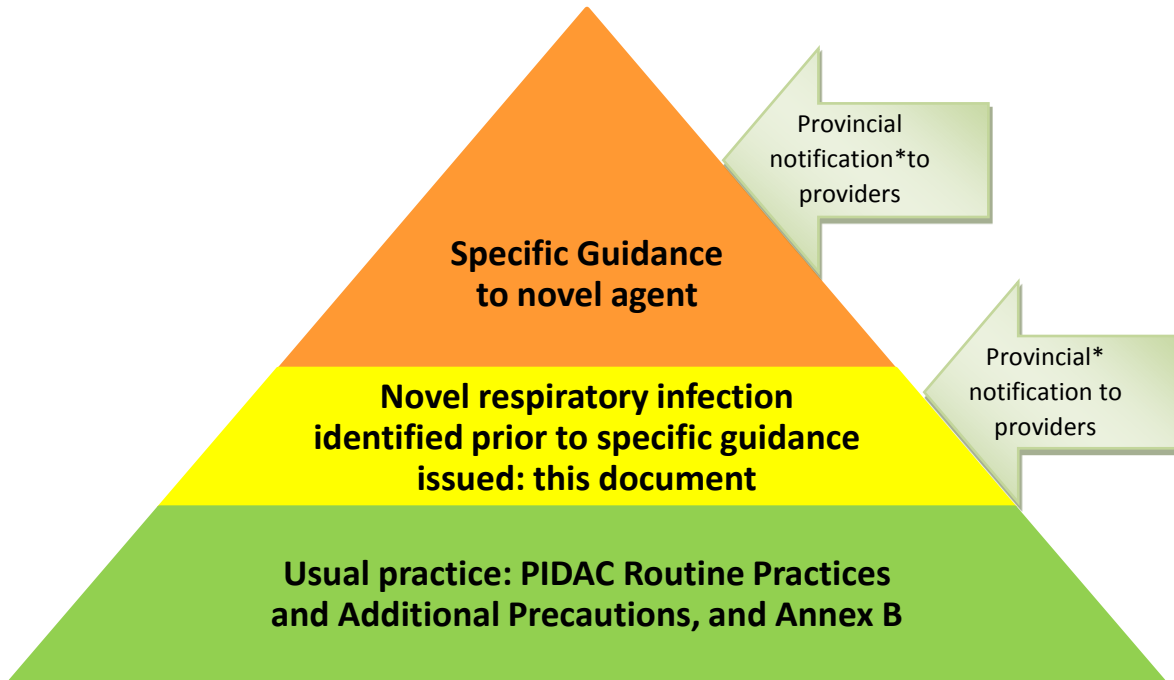 Provincial
notification*to
providers
Specific Guidance
to novel agent
Provincial*
notification to
providers
Novel respiratory infection
identified prior to specific guidance
issued: this document
Usual practice: PIDAC Routine Practices
and Additional Precautions, and Annex B